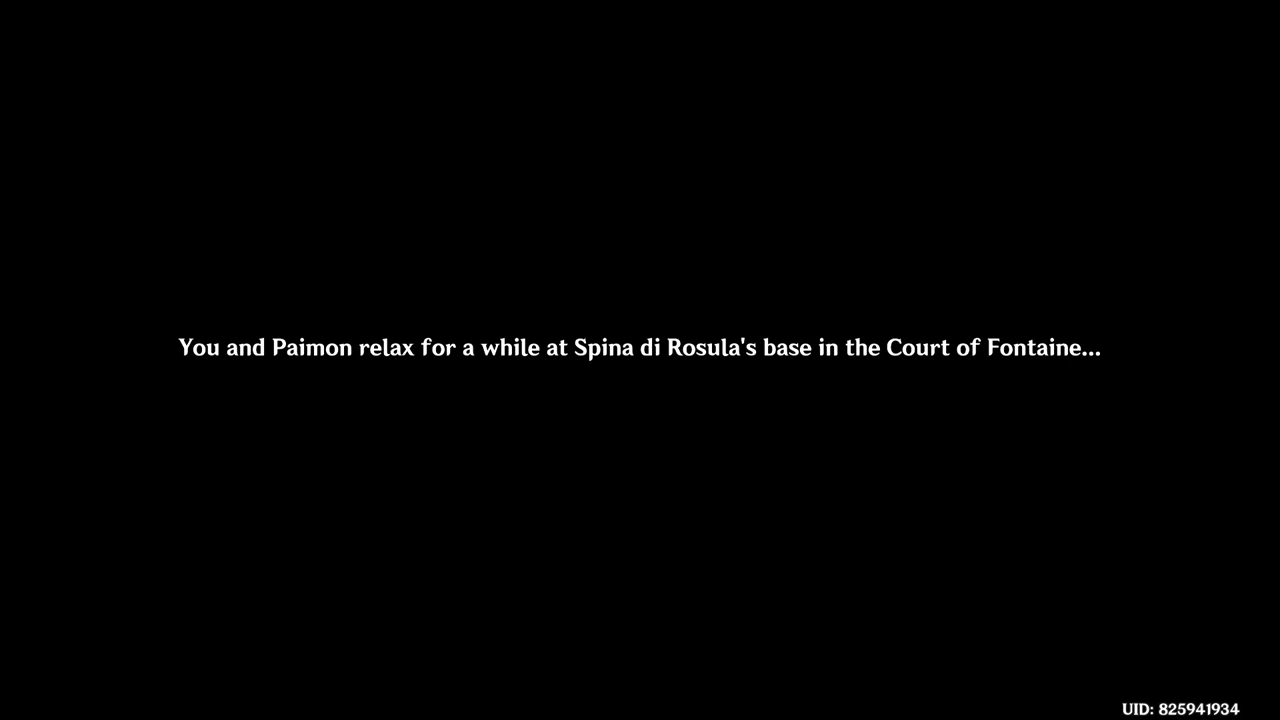 You and Paimon relax for a while at Spina di Rosula's base in the Court of Fontaine...
UID: 825941934